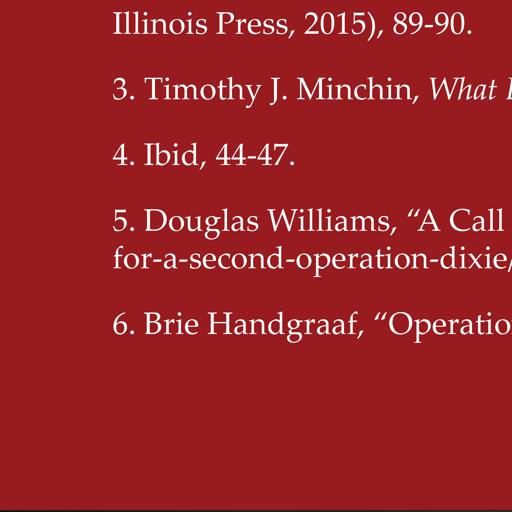 Illinois Press, 2015), 89-90.
3. Timothy J. Minchin, What
4. Ibid, 44-47.
5. Douglas Williams, “A Call
for-a-second-operation-dixie/
6. Brie Handgraaf, “Operatio